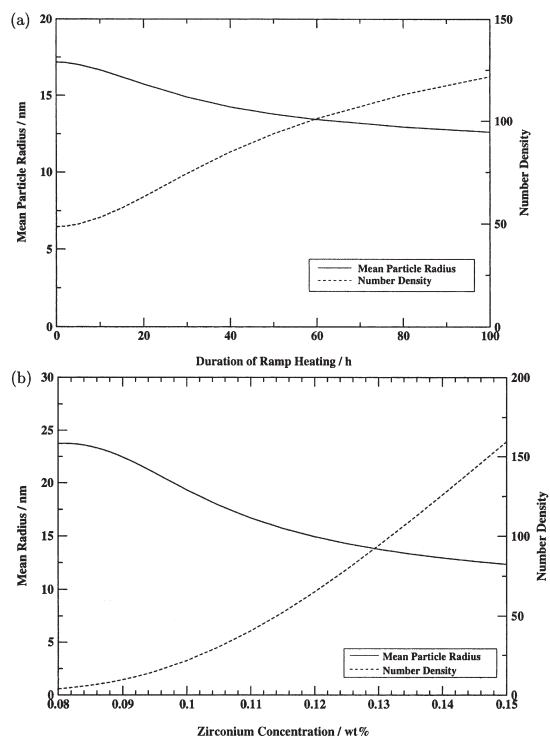 (a)
20
15
10
5
0
Mean Particle Radius / nm
150
100
50
0
Number Density
Mean Particle Radius
Number Density
0 20 40 60 80 100
Duration of Ramp Heating / h
(b)
30
25
20
15
10
5
0
Mean Radius / nm
200
150
100
50
0
Number Density
Mean Particle Radius
Number Density
0.08 0.09 0.1 0.11 0.12 0.13 0.14 0.15
Zirconium Concentration / wt%